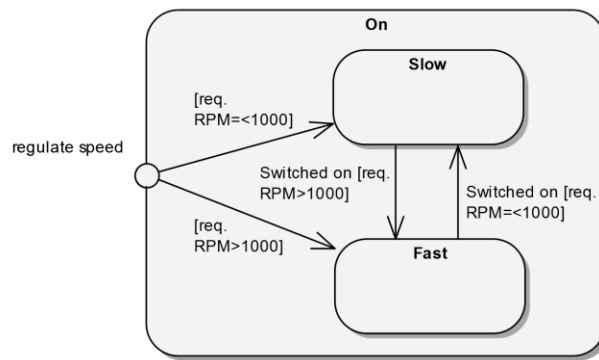 On
Slow
[req.
RPM=<1000]
regulate speed
Switched on [req.
RPM>1000]
Switched on [req.
RPM=<1000]
[req.
RPM>1000]
Fast